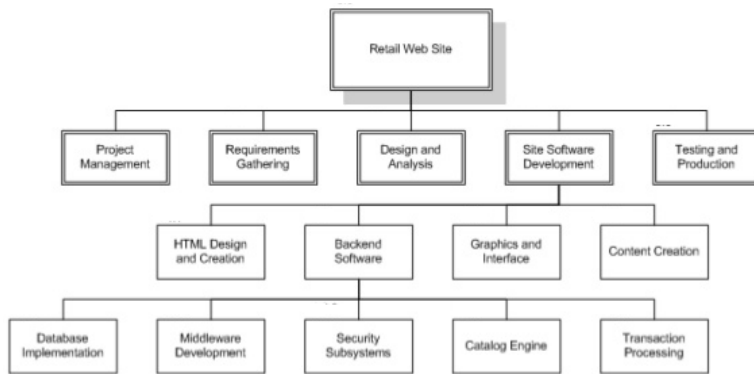 Retail Web Site
Project
Management
Requirements
Gathering
Design and
Analysis
Site Software
Development
Testing and
Production
HTML Design
and Creation
Backend
Software
Graphics and
Interface
Content Creation
Database
Implementation
Middleware
Development
Security
Subsystems
Catalog Engine
Transaction
Processing